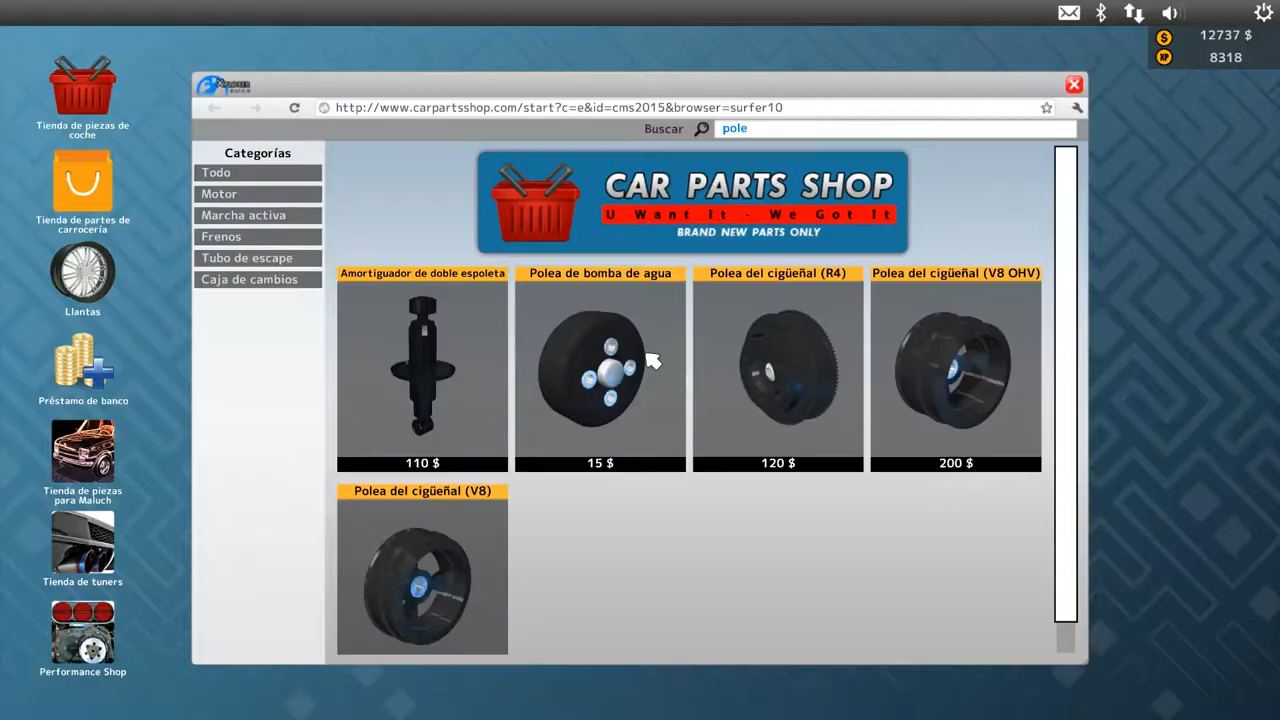 12737 $
8318
Tienda de piezas de
coche
Tienda de partes de
carrocería
Llantas
Préstamo de banco
Tienda de piezas
para Maluch
Tienda de tuners
Performance Shop
http://www.carpartsshop.com/start?c=e&id=cms2015&browser=surfer10
Buscar pole
Categorías
Todo
Motor
Marcha activa
Frenos
Tubo de escape
Caja de cambios
CAR PARTS SHOP
U Want It - We Got It
BRAND NEW PARTS ONLY
Amortiguador de doble espoleta
110 $
Polea de bomba de agua
15 $
Polea del cigüeñal (R4)
120 $
Polea del cigüeñal (V8 OHV)
200 $
Polea del cigüeñal (V8)